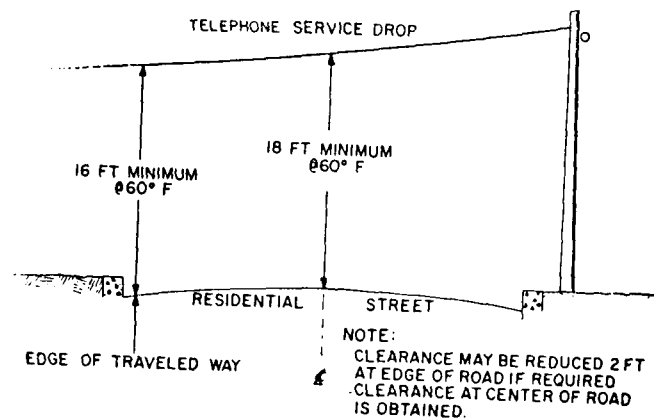 TELEPHONE SERVICE DROP
16 FT MINIMUM
@60° F
18 FT MINIMUM
@60° F
RESIDENTIAL STREET
EDGE OF TRAVELED WAY
NOTE:
CLEARANCE MAY BE REDUCED 2 FT
AT EDGE OF ROAD IF REQUIRED
CLEARANCE AT CENTER OF ROAD
IS OBTAINED.